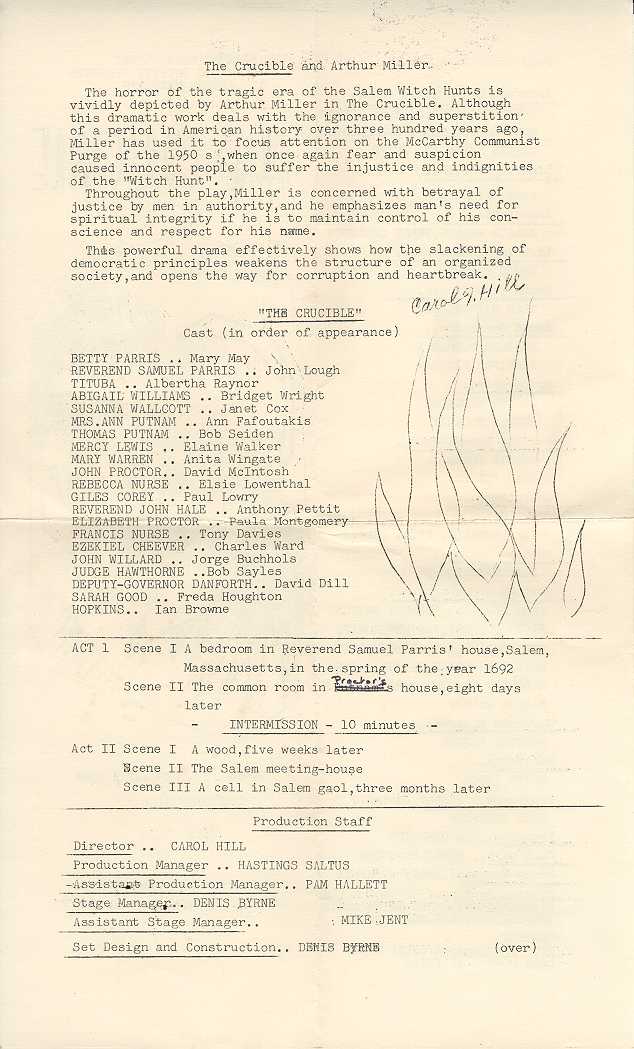 The Crucible and Arthur Miller.
The horror of the tragic era of the Salem Witch Hunts is
vividly depicted by Arthur Miller in The Crucible. Although
this dramatic work deals with the ignorance and superstition
of a period in American history over three hundred years ago,
Miller has used it to focus attention on the McCarthy Communist
Purge of the 1950 s ,when once again fear and suspicion
caused innocent people to suffer the injustice and indignities
of the "Witch Hunt".
Throughout the play,Miller is concerned with betrayal of
justice by men in authority,and he emphasizes man's need for
spiritual integrity if he is to maintain control of his con-
science and respect for his name.
This powerful drama effectively shows how the slackening of
democratic principles weakens the structure of an organized
society,and opens the way for corruption and heartbreak.
Carol J. Hill
"THE CRUCIBLE"
Cast (in order of appearance)
BETTY PARRIS .. Mary May
REVEREND SAMUEL PARRIS .. John Lough
TITUBA .. Albertha Raynor
ABIGAIL WILLIAMS .. Bridget Wright
SUSANNA WALLCOTT .. Janet Cox
MRS.ANN PUTNAM .. Ann Fafoutakis
THOMAS PUTNAM .. Bob Seiden
MERCY LEWIS .. Elaine Walker
MARY WARREN .. Anita Wingate
JOHN PROCTOR.. David McIntosh
REBECCA NURSE .. Elsie Lowenthal
GILES COREY .. Paul Lowry
REVEREND JOHN HALE .. Anthony Pettit
ELIZABETH PROCTOR .. Paula Montgomery
FRANCIS NURSE .. Tony Davies
EZEKIEL CHEEVER .. Charles Ward
JOHN WILLARD .. Jorge Buchhols
JUDGE HAWTHORNE ..Bob Sayles
DEPUTY-GOVERNOR DANFORTH.. David Dill
SARAH GOOD .. Freda Houghton
HOPKINS.. Ian Browne
ACT 1 Scene I A bedroom in Reverend Samuel Parris' house,Salem,
Massachusetts,in the spring of the year 1692
Scene II The common room in Proctor's house,eight days
later
- INTERMISSION - 10 minutes -
Act II Scene I A wood,five weeks later
Scene II The Salem meeting-house
Scene III A cell in Salem gaol,three months later
Production Staff
Director .. CAROL HILL
Production Manager .. HASTINGS SALTUS
Assistant Production Manager.. PAM HALLETT
Stage Manager.. DENIS BYRNE
Assistant Stage Manager.. MIKE JENT
Set Design and Construction.. DENIS BYRNE (over)